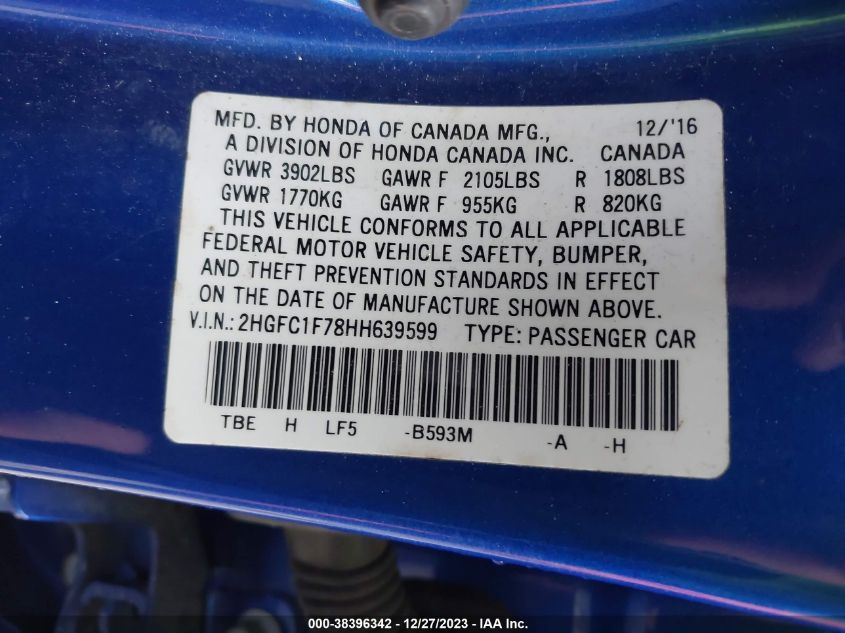 MFD. BY HONDA OF CANADA MFG., 12/'16
A DIVISION OF HONDA CANADA INC. CANADA
GVWR 3902LBS GAWR F 2105LBS R 1808LBS
GVWR 1770KG GAWR F 955KG R 820KG
THIS VEHICLE CONFORMS TO ALL APPLICABLE
FEDERAL MOTOR VEHICLE SAFETY, BUMPER,
AND THEFT PREVENTION STANDARDS IN EFFECT
ON THE DATE OF MANUFACTURE SHOWN ABOVE.
V.I.N.: 2HGFC1F78HH639599 TYPE: PASSENGER CAR
TBE H LF5 -B593M -A -H
000-38396342 - 12/27/2023 - IAA Inc.